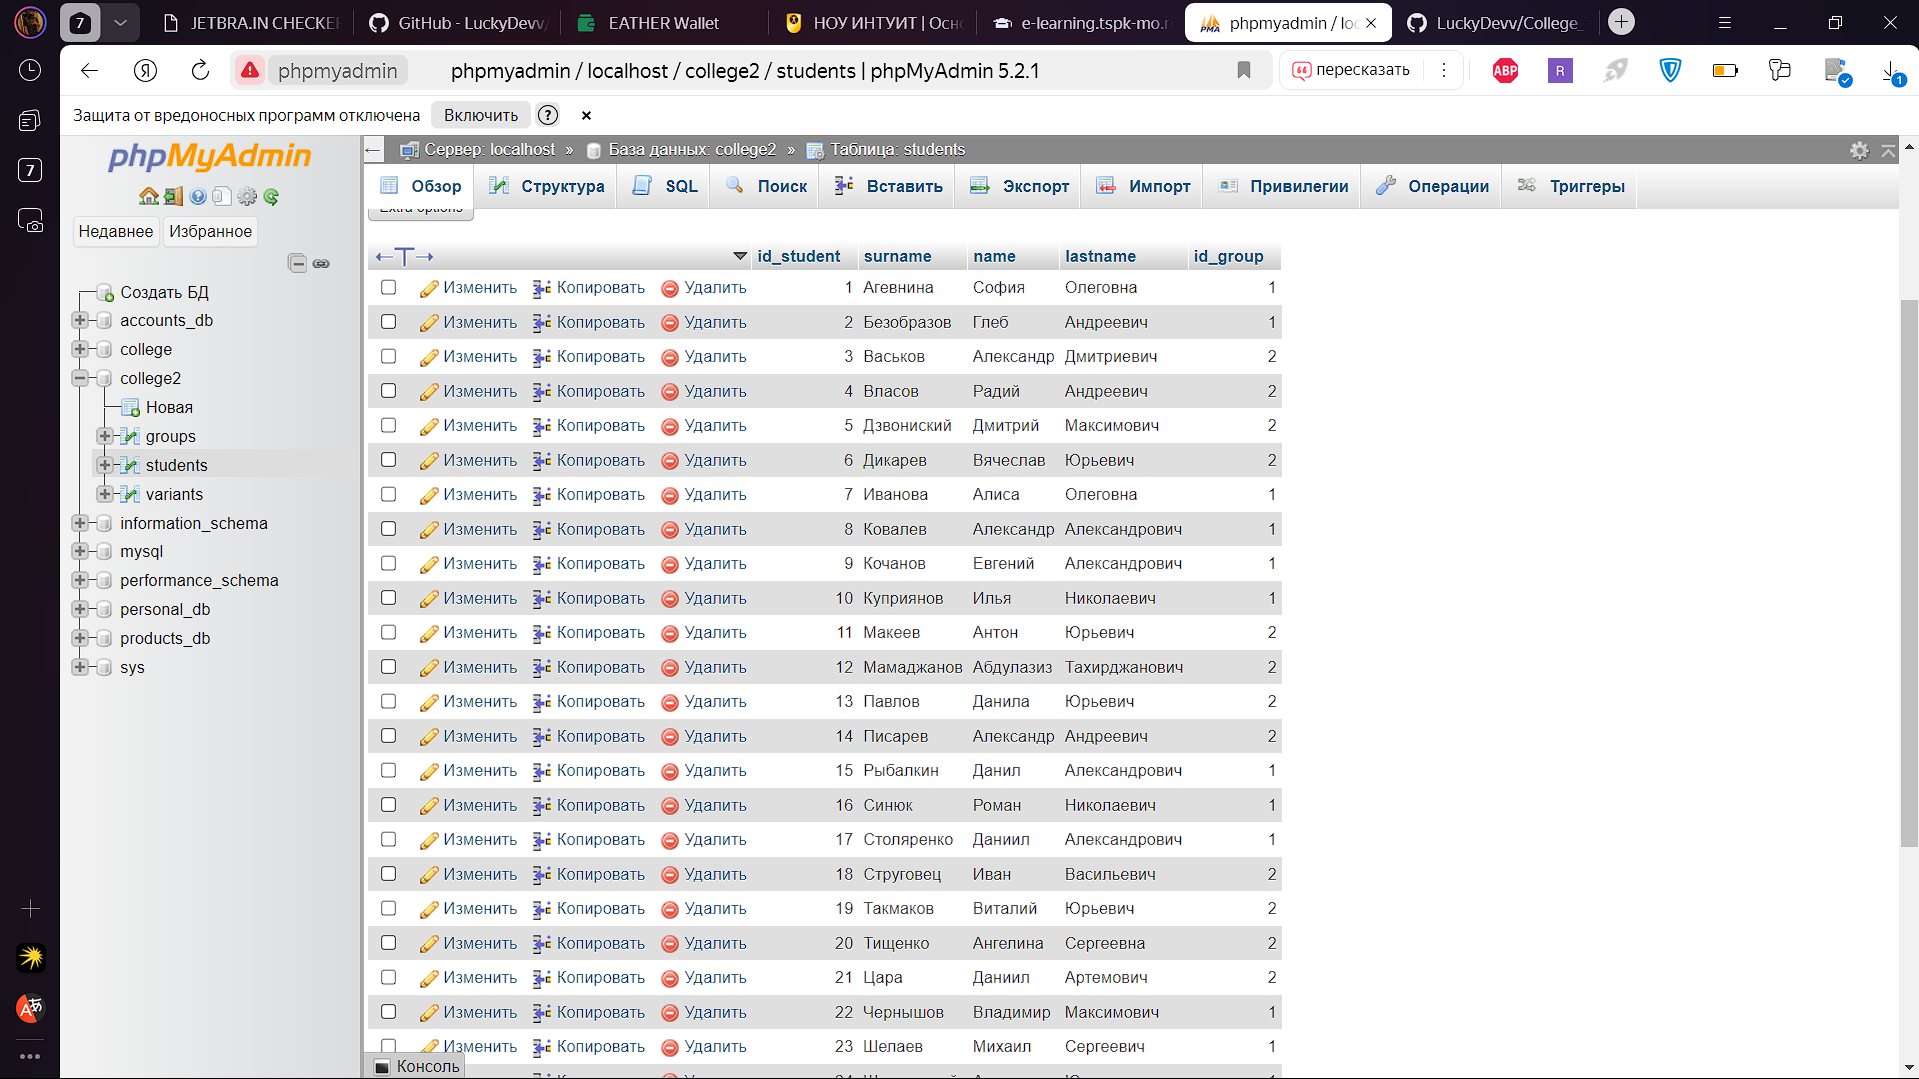 7 JETBRA.IN CHECKER GitHub - LuckyDevv/ EATHER Wallet НОУ ИНТУИТ | Осно e-learning.tspk-mo.r phpmyadmin / loc LuckyDevv/College_
phpmyadmin phpmyadmin / localhost / college2 / students | phpMyAdmin 5.2.1 пересказать ABP R 1
Защита от вредоносных программ отключена Включить ?
7
phpMyAdmin
Недавнее Избранное
Создать БД
accounts_db
college
college2
Новая
groups
students
variants
information_schema
mysql
performance_schema
personal_db
products_db
sys
Сервер: localhost » База данных: college2 » Таблица: students
Обзор Структура SQL Поиск Вставить Экспорт Импорт Привилегии Операции Триггеры
Extra options
id_student surname name lastname id_group
Изменить Копировать Удалить 1 Агевнина София Олеговна 1
Изменить Копировать Удалить 2 Безобразов Глеб Андреевич 1
Изменить Копировать Удалить 3 Васьков Александр Дмитриевич 2
Изменить Копировать Удалить 4 Власов Радий Андреевич 2
Изменить Копировать Удалить 5 Дзвониский Дмитрий Максимович 2
Изменить Копировать Удалить 6 Дикарев Вячеслав Юрьевич 2
Изменить Копировать Удалить 7 Иванова Алиса Олеговна 1
Изменить Копировать Удалить 8 Ковалев Александр Александрович 1
Изменить Копировать Удалить 9 Кочанов Евгений Александрович 1
Изменить Копировать Удалить 10 Куприянов Илья Николаевич 1
Изменить Копировать Удалить 11 Макеев Антон Юрьевич 2
Изменить Копировать Удалить 12 Мамаджанов Абдулазиз Тахирджанович 2
Изменить Копировать Удалить 13 Павлов Данила Юрьевич 2
Изменить Копировать Удалить 14 Писарев Александр Андреевич 2
Изменить Копировать Удалить 15 Рыбалкин Данил Александрович 1
Изменить Копировать Удалить 16 Синюк Роман Николаевич 1
Изменить Копировать Удалить 17 Столяренко Даниил Александрович 1
Изменить Копировать Удалить 18 Струговец Иван Васильевич 2
Изменить Копировать Удалить 19 Такмаков Виталий Юрьевич 2
Изменить Копировать Удалить 20 Тищенко Ангелина Сергеевна 2
Изменить Копировать Удалить 21 Цара Даниил Артемович 2
Изменить Копировать Удалить 22 Чернышов Владимир Максимович 1
Изменить Копировать Удалить 23 Шелаев Михаил Сергеевич 1
Консоль